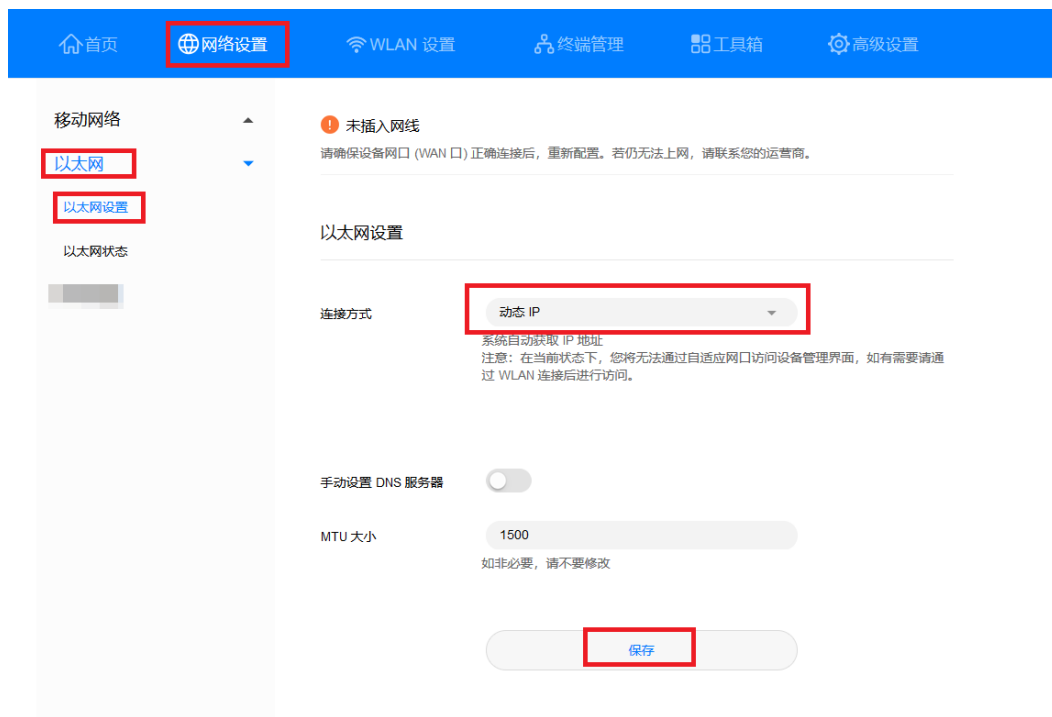 首页
网络设置
WLAN 设置
终端管理
工具箱
高级设置
移动网络
以太网
以太网设置
以太网状态
未插入网线
请确保设备网口 (WAN 口) 正确连接后，重新配置。若仍无法上网，请联系您的运营商。
以太网设置
连接方式
动态 IP
系统自动获取 IP 地址
注意：在当前状态下，您将无法通过自适应网口访问设备管理界面，如有需要请通
过 WLAN 连接后进行访问。
手动设置 DNS 服务器
MTU 大小
1500
如非必要，请不要修改
保存